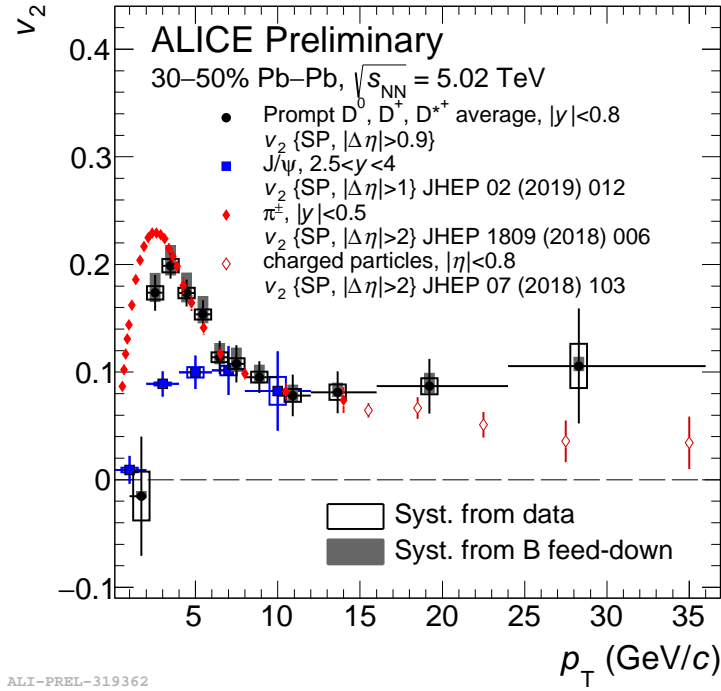 v₂
0.4
0.3
0.2
0.1
0
−0.1
ALICE Preliminary
30−50% Pb−Pb, √s_NN = 5.02 TeV
Prompt D⁰, D⁺, D*⁺ average, |y|<0.8
v₂ {SP, |Δη|>0.9}
J/ψ, 2.5<y<4
v₂ {SP, |Δη|>1} JHEP 02 (2019) 012
π±, |y|<0.5
v₂ {SP, |Δη|>2} JHEP 1809 (2018) 006
charged particles, |η|<0.8
v₂ {SP, |Δη|>2} JHEP 07 (2018) 103
Syst. from data
Syst. from B feed-down
5 10 15 20 25 30 35
p_T (GeV/c)
ALI-PREL-319362